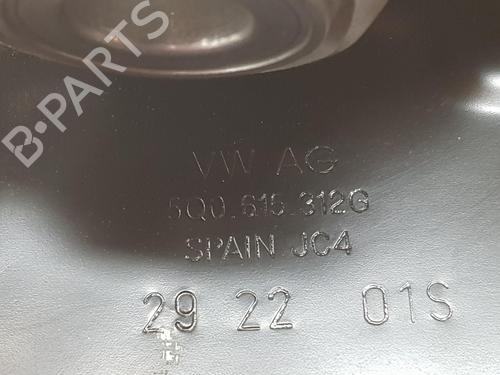 B-PARTS
VW AG
5Q0.615.312G
SPAIN JC4
29 22 01S